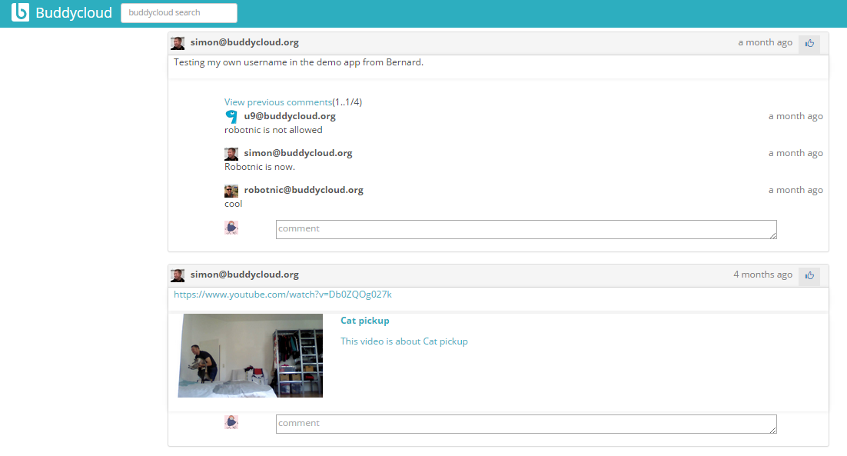 Buddycloud buddycloud search
simon@buddycloud.org a month ago
Testing my own username in the demo app from Bernard.
View previous comments(1..1/4)
u9@buddycloud.org a month ago
robotnic is not allowed
simon@buddycloud.org a month ago
Robotnic is now.
robotnic@buddycloud.org a month ago
cool
comment
simon@buddycloud.org 4 months ago
https://www.youtube.com/watch?v=Db0ZQOg027k
Cat pickup
This video is about Cat pickup
comment